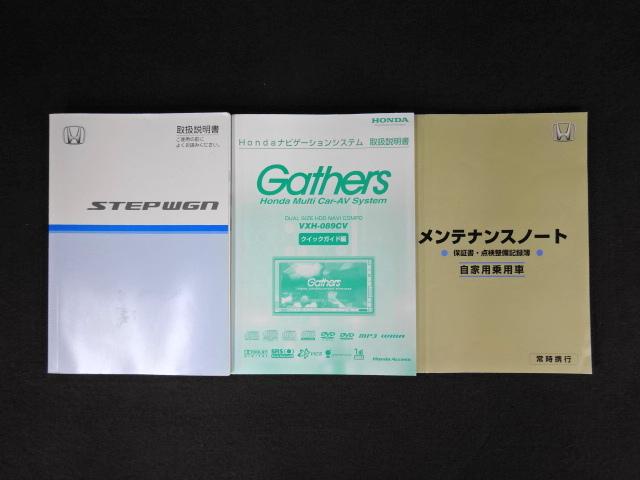 取扱説明書
ご使用の前に
よくお読みください。
STEPWGN
HONDA
Hondaナビゲーションシステム 取扱説明書
Gathers
Honda Multi Car-AV System
DUAL SIZE HDD NAVI COMPO
VXH-089CV
クイックガイド編
Gathers
MP3
VICS
Honda Access
メンテナンスノート
保証書・点検整備記録簿
自家用乗用車
常時携行